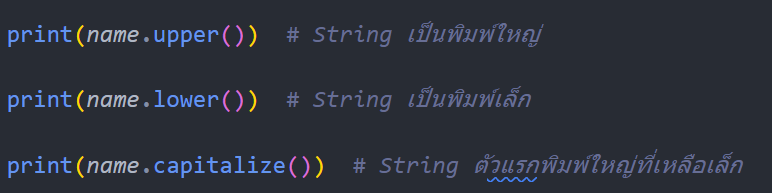 print(name.upper())  # String เป็นพิมพ์ใหญ่
print(name.lower())  # String เป็นพิมพ์เล็ก
print(name.capitalize())  # String ตัวแรกพิมพ์ใหญ่ที่เหลือเล็ก